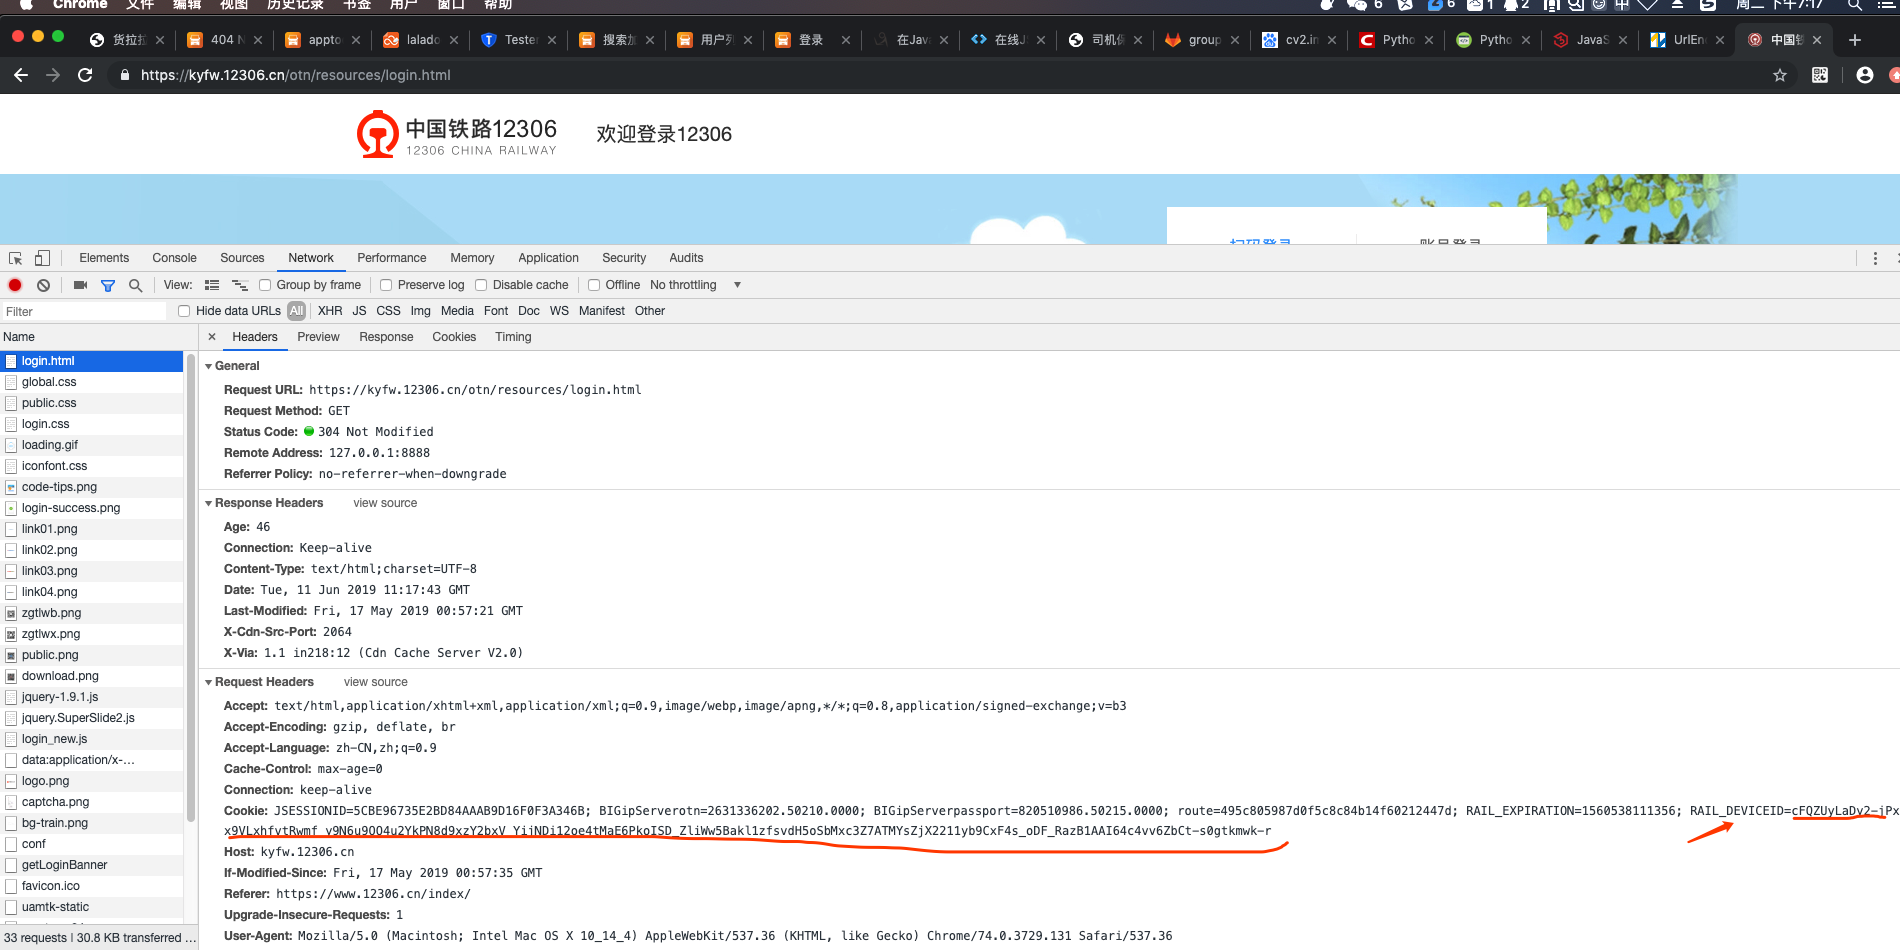 Chrome 文件 编辑 视图 历史记录 书签 用户 窗口 帮助 6 6 1 2 周二 下午7:17
货拉拉 404 N appto lalado Tester 搜索加 用户列 登录 在Java 在线J 司机保 group cv2.in Pytho Pytho JavaS UrlEn 中国铁
https://kyfw.12306.cn/otn/resources/login.html
中国铁路12306 欢迎登录12306
12306 CHINA RAILWAY
扫码登录 账号登录
Elements Console Sources Network Performance Memory Application Security Audits
View: Group by frame Preserve log Disable cache Offline No throttling
Filter Hide data URLs All XHR JS CSS Img Media Font Doc WS Manifest Other
Name
login.html
global.css
public.css
login.css
loading.gif
iconfont.css
code-tips.png
login-success.png
link01.png
link02.png
link03.png
link04.png
zgtlwb.png
zgtlwx.png
public.png
download.png
jquery-1.9.1.js
jquery.SuperSlide2.js
login_new.js
data:application/x-...
logo.png
captcha.png
bg-train.png
conf
getLoginBanner
favicon.ico
uamtk-static
33 requests | 30.8 KB transferred ...
× Headers Preview Response Cookies Timing
General
Request URL: https://kyfw.12306.cn/otn/resources/login.html
Request Method: GET
Status Code: 304 Not Modified
Remote Address: 127.0.0.1:8888
Referrer Policy: no-referrer-when-downgrade
Response Headers view source
Age: 46
Connection: Keep-alive
Content-Type: text/html;charset=UTF-8
Date: Tue, 11 Jun 2019 11:17:43 GMT
Last-Modified: Fri, 17 May 2019 00:57:21 GMT
X-Cdn-Src-Port: 2064
X-Via: 1.1 in218:12 (Cdn Cache Server V2.0)
Request Headers view source
Accept: text/html,application/xhtml+xml,application/xml;q=0.9,image/webp,image/apng,*/*;q=0.8,application/signed-exchange;v=b3
Accept-Encoding: gzip, deflate, br
Accept-Language: zh-CN,zh;q=0.9
Cache-Control: max-age=0
Connection: keep-alive
Cookie: JSESSIONID=5CBE96735E2BD84AAAB9D16F0F3A346B; BIGipServerotn=2631336202.50210.0000; BIGipServerpassport=820510986.50215.0000; route=495c805987d0f5c8c84b14f60212447d; RAIL_EXPIRATION=1560538111356; RAIL_DEVICEID=cFQZUyLaDy2-jPx
x9VLxhfvtRwmf_v9N6u9OO4u2YkPN8d9xzY2bxV_YijNDi12oe4tMaE6PkoISD_ZliWw5Bakl1zfsvdH5oSbMxc3Z7ATMYsZjX2211yb9CxF4s_oDF_RazB1AAI64c4vv6ZbCt-s0gtkmwk-r
Host: kyfw.12306.cn
If-Modified-Since: Fri, 17 May 2019 00:57:35 GMT
Referer: https://www.12306.cn/index/
Upgrade-Insecure-Requests: 1
User-Agent: Mozilla/5.0 (Macintosh; Intel Mac OS X 10_14_4) AppleWebKit/537.36 (KHTML, like Gecko) Chrome/74.0.3729.131 Safari/537.36